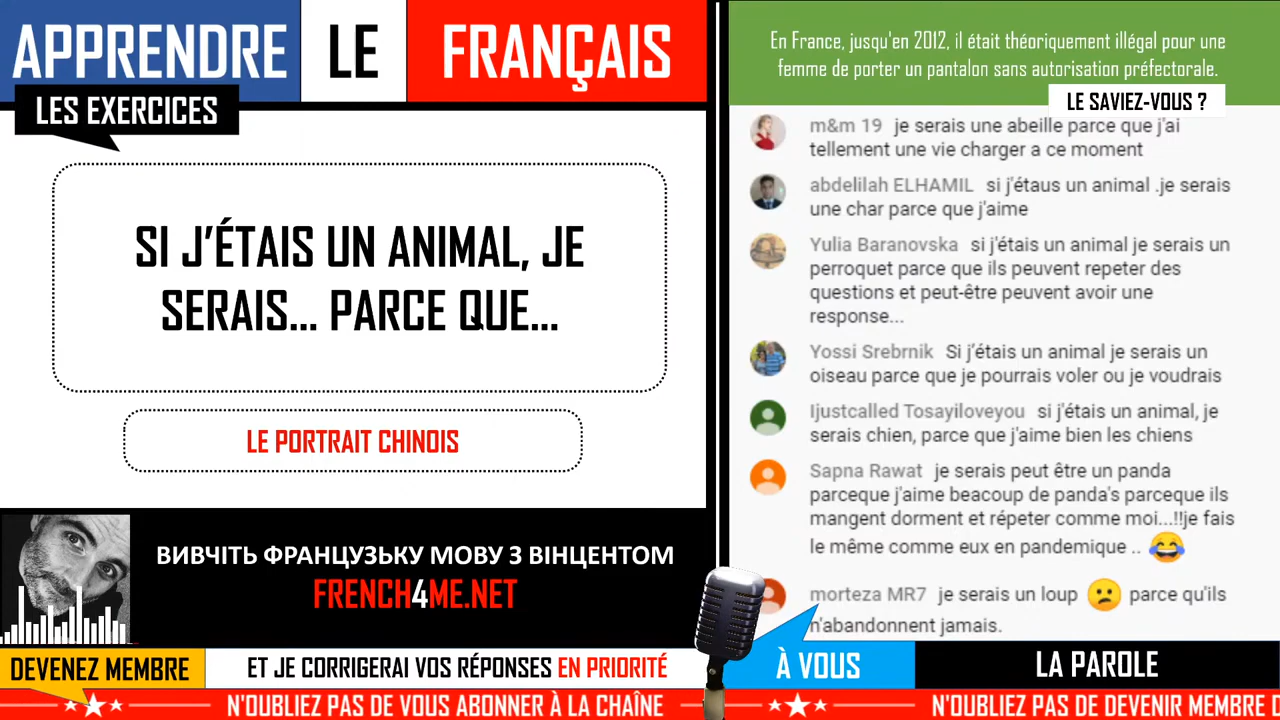 APPRENDRE LE FRANÇAIS
LES EXERCICES
SI J’ÉTAIS UN ANIMAL, JE
SERAIS... PARCE QUE...
LE PORTRAIT CHINOIS
ВИВЧІТЬ ФРАНЦУЗЬКУ МОВУ З ВІНЦЕНТОМ
FRENCH4ME.NET
DEVENEZ MEMBRE
ET JE CORRIGERAI VOS RÉPONSES EN PRIORITÉ
En France, jusqu'en 2012, il était théoriquement illégal pour une
femme de porter un pantalon sans autorisation préfectorale.
LE SAVIEZ-VOUS ?
m&m 19 je serais une abeille parce que j'ai
tellement une vie charger a ce moment
abdelilah ELHAMIL si j'étaus un animal .je serais
une char parce que j'aime
Yulia Baranovska si j'étais un animal je serais un
perroquet parce que ils peuvent repeter des
questions et peut-être peuvent avoir une
response...
Yossi Srebrnik Si j’étais un animal je serais un
oiseau parce que je pourrais voler ou je voudrais
Ijustcalled Tosayiloveyou si j'étais un animal, je
serais chien, parce que j'aime bien les chiens
Sapna Rawat je serais peut être un panda
parceque j'aime beacoup de panda's parceque ils
mangent dorment et répeter comme moi...!!je fais
le même comme eux en pandemique .. 😂
morteza MR7 je serais un loup 😕 parce qu'ils
n'abandonnent jamais.
À VOUS
LA PAROLE
N'OUBLIEZ PAS DE VOUS ABONNER À LA CHAÎNE
N'OUBLIEZ PAS DE DEVENIR MEMBRE